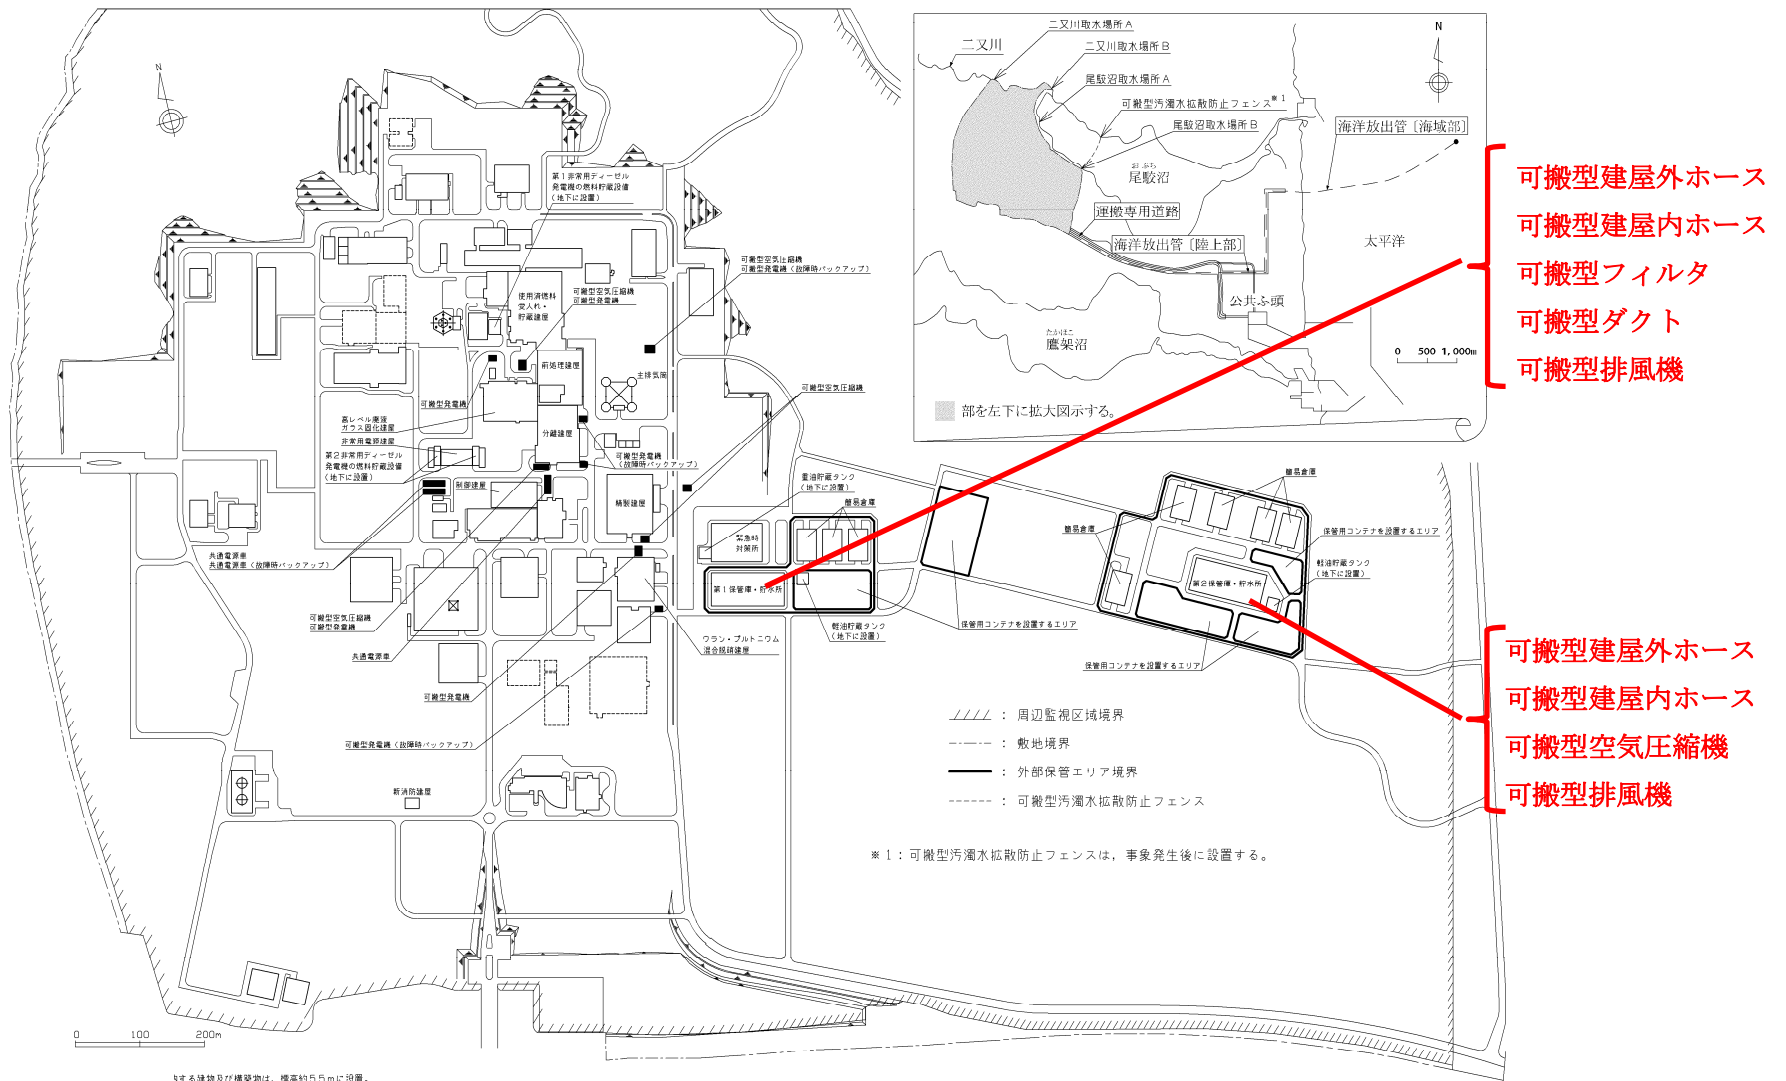 N
二又川取水場所A
二又川
二又川取水場所B
尾駮沼取水場所A
可搬型汚濁水拡散防止フェンス※1
尾駮沼取水場所B
おぶち
尾駮沼
海洋放出管〔海域部〕
N
運搬専用道路
海洋放出管〔陸上部〕
太平洋
公共ふ頭
たかほこ
鷹架沼
0 500 1,000m
部を左下に拡大図示する。
可搬型建屋外ホース
可搬型建屋内ホース
可搬型フィルタ
可搬型ダクト
可搬型排風機
第1非常用ディーゼル
発電機の燃料貯蔵設備
(地下に設置)
可搬型空気圧縮機
可搬型発電機(故障時バックアップ)
使用済燃料
受入れ・
貯蔵建屋
可搬型空気圧縮機
可搬型発電機
前処理建屋
主排気筒
可搬型空気圧縮機
可搬型発電機
高レベル廃液
ガラス固化建屋
分離建屋
非常用電源建屋
第2非常用ディーゼル
発電機の燃料貯蔵設備
(地下に設置)
可搬型発電機
(故障時バックアップ)
制御建屋
精製建屋
重油貯蔵タンク
(地下に設置)
簡易倉庫
緊急時
対策所
第1保管庫・貯水所
共通電源車
共通電源車(故障時バックアップ)
可搬型空気圧縮機
可搬型発電機
共通電源車
可搬型発電機
可搬型発電機(故障時バックアップ)
ウラン・プルトニウム
混合脱硝建屋
軽油貯蔵タンク
(地下に設置)
保管用コンテナを設置するエリア
簡易倉庫
簡易倉庫
保管用コンテナを設置するエリア
軽油貯蔵タンク
(地下に設置)
第2保管庫・貯水所
保管用コンテナを設置するエリア
可搬型建屋外ホース
可搬型建屋内ホース
可搬型空気圧縮機
可搬型排風機
新消防建屋
: 周辺監視区域境界
: 敷地境界
: 外部保管エリア境界
: 可搬型汚濁水拡散防止フェンス
※1:可搬型汚濁水拡散防止フェンスは,事象発生後に設置する。
0 100 200m
する建物及び構築物は、標高約55mに設置。